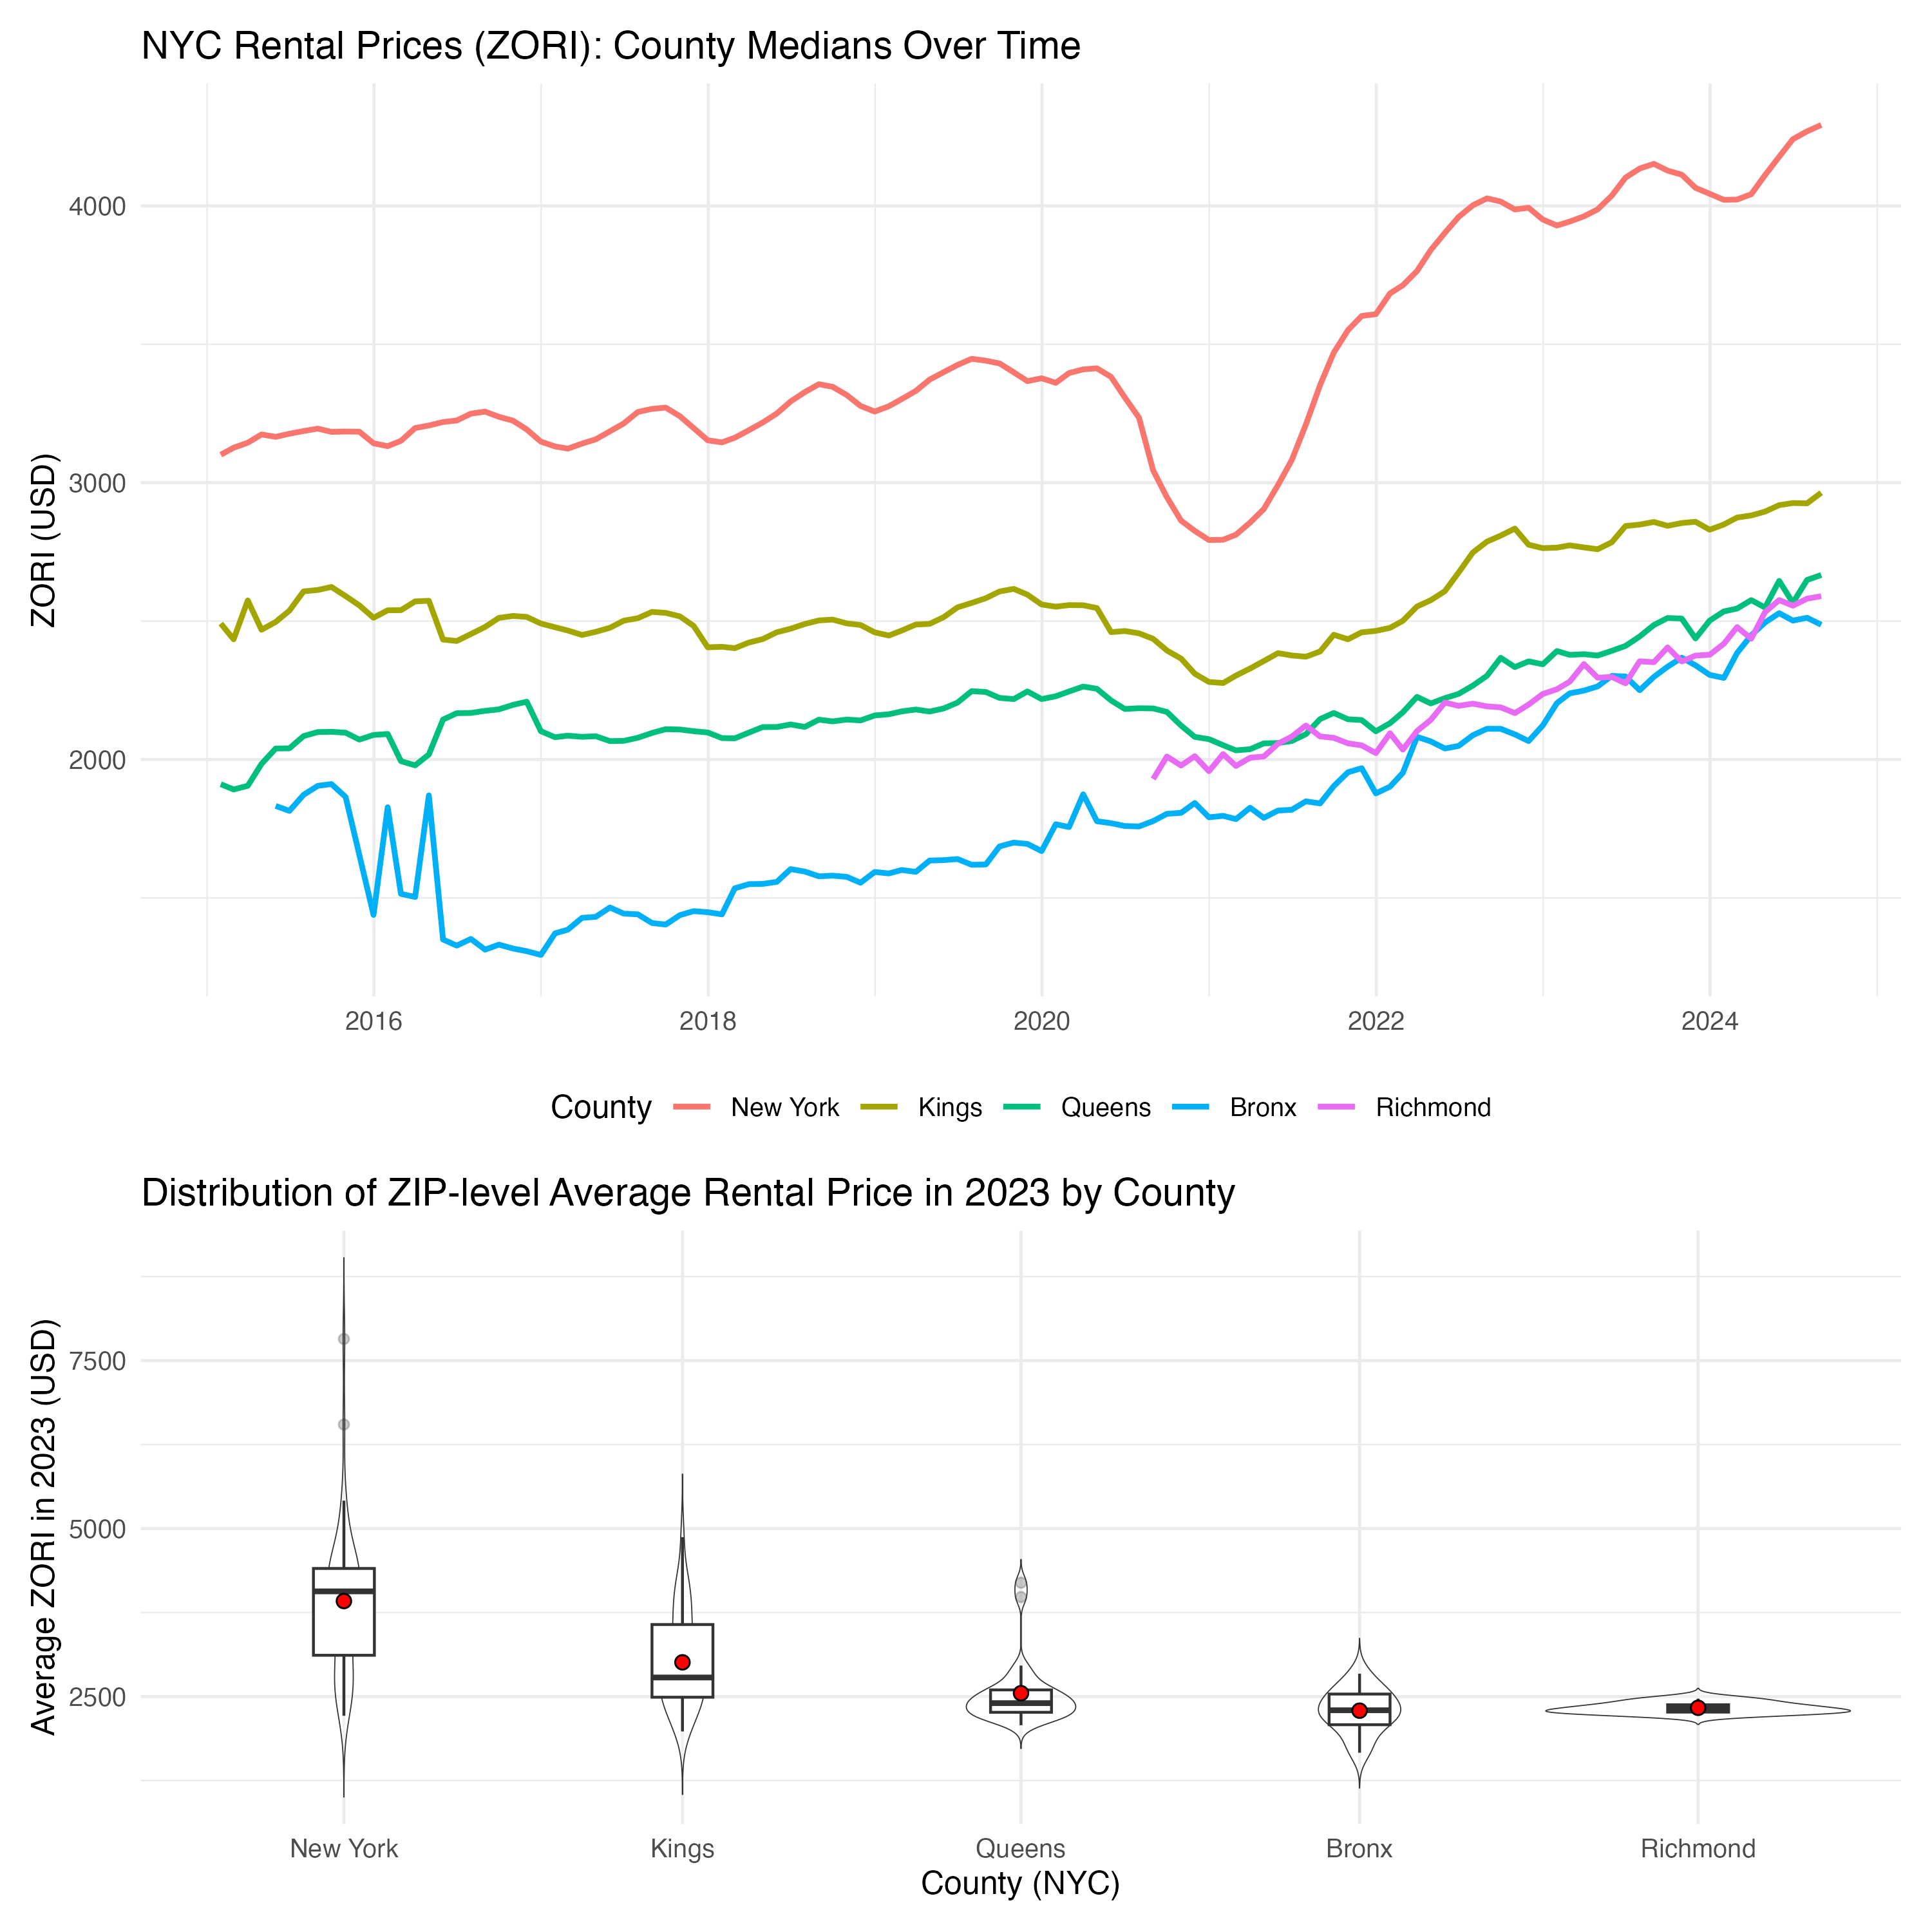 NYC Rental Prices (ZORI): County Medians Over Time
ZORI (USD)
4000
3000
2000
2016 2018 2020 2022 2024
County New York Kings Queens Bronx Richmond
Distribution of ZIP-level Average Rental Price in 2023 by County
Average ZORI in 2023 (USD)
7500
5000
2500
New York Kings Queens Bronx Richmond
County (NYC)